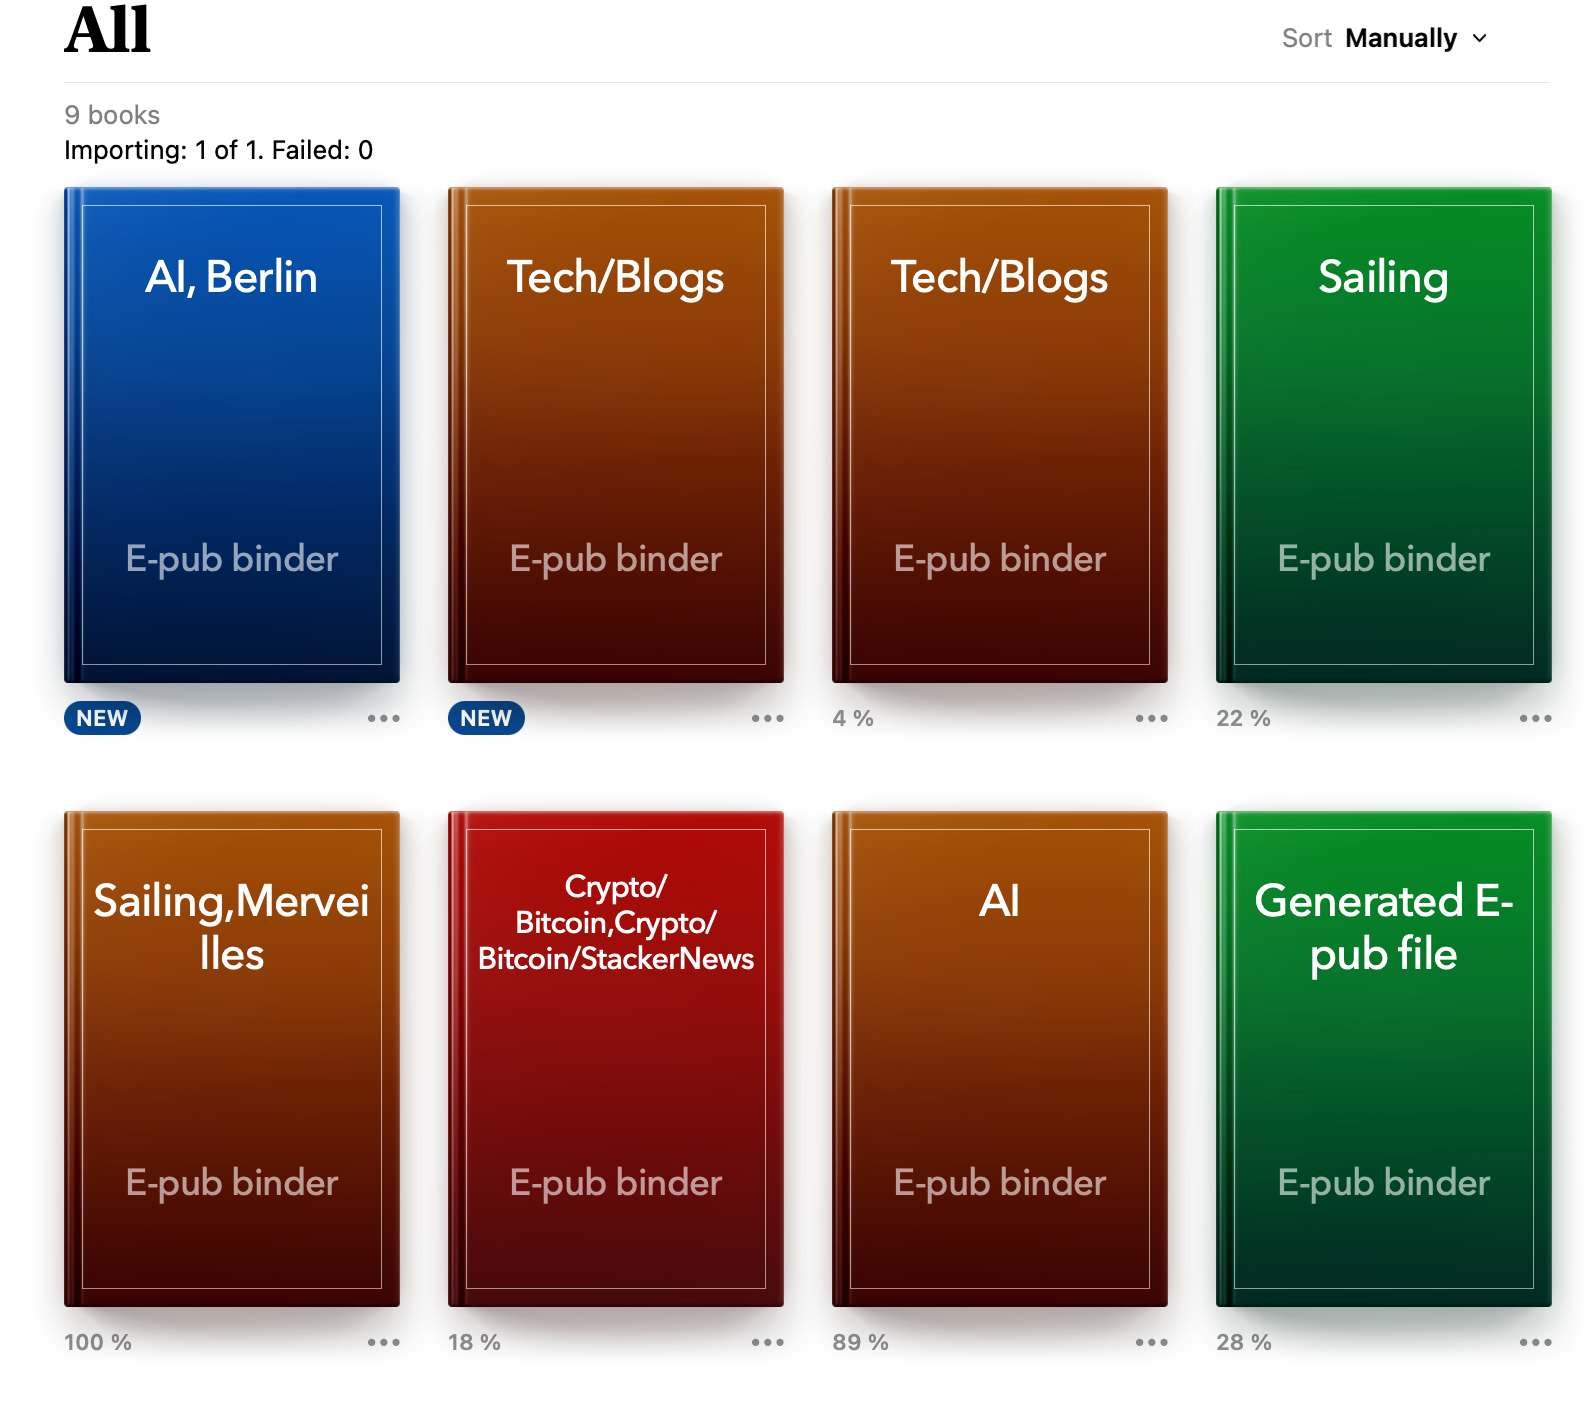 All
Sort Manually
9 books
Importing: 1 of 1. Failed: 0
AI, Berlin
E-pub binder
NEW
Tech/Blogs
E-pub binder
NEW
Tech/Blogs
E-pub binder
4 %
Sailing
E-pub binder
22 %
Sailing,Mervei
lles
E-pub binder
100 %
Crypto/
Bitcoin,Crypto/
Bitcoin/StackerNews
E-pub binder
18 %
AI
E-pub binder
89 %
Generated E-
pub file
E-pub binder
28 %